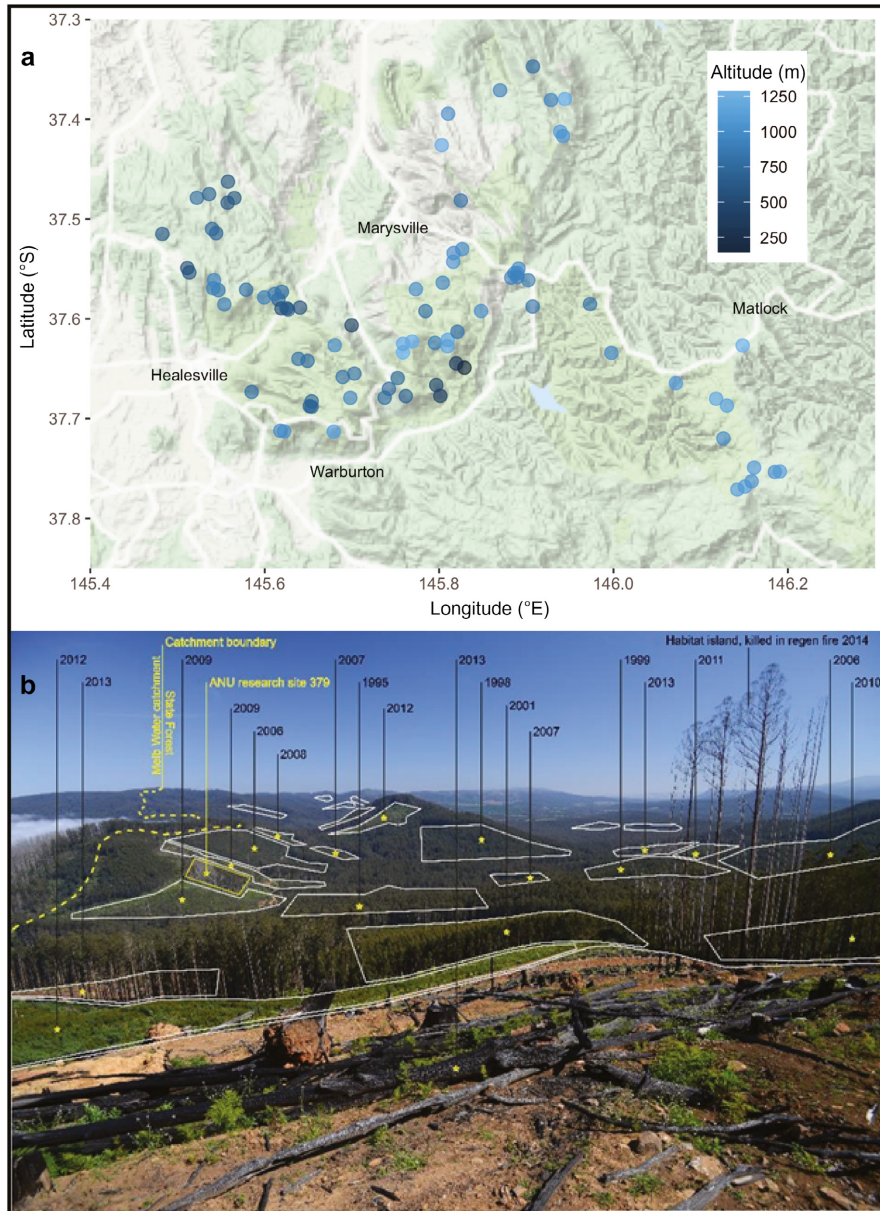 a
37.3
37.4
37.5
37.6
37.7
37.8
Latitude (°S)
Altitude (m)
1250
1000
750
500
250
Marysville
Matlock
Healesville
Warburton
145.4
145.6
145.8
146.0
146.2
Longitude (°E)
b
Catchment boundary
Melb Water catchment
State Forest
ANU research site 379
Habitat island, killed in regen fire 2014
2012
2013
2009
2009
2006
2008
2007
1995
2012
2013
1998
2001
2007
1999
2013
2011
2006
2010